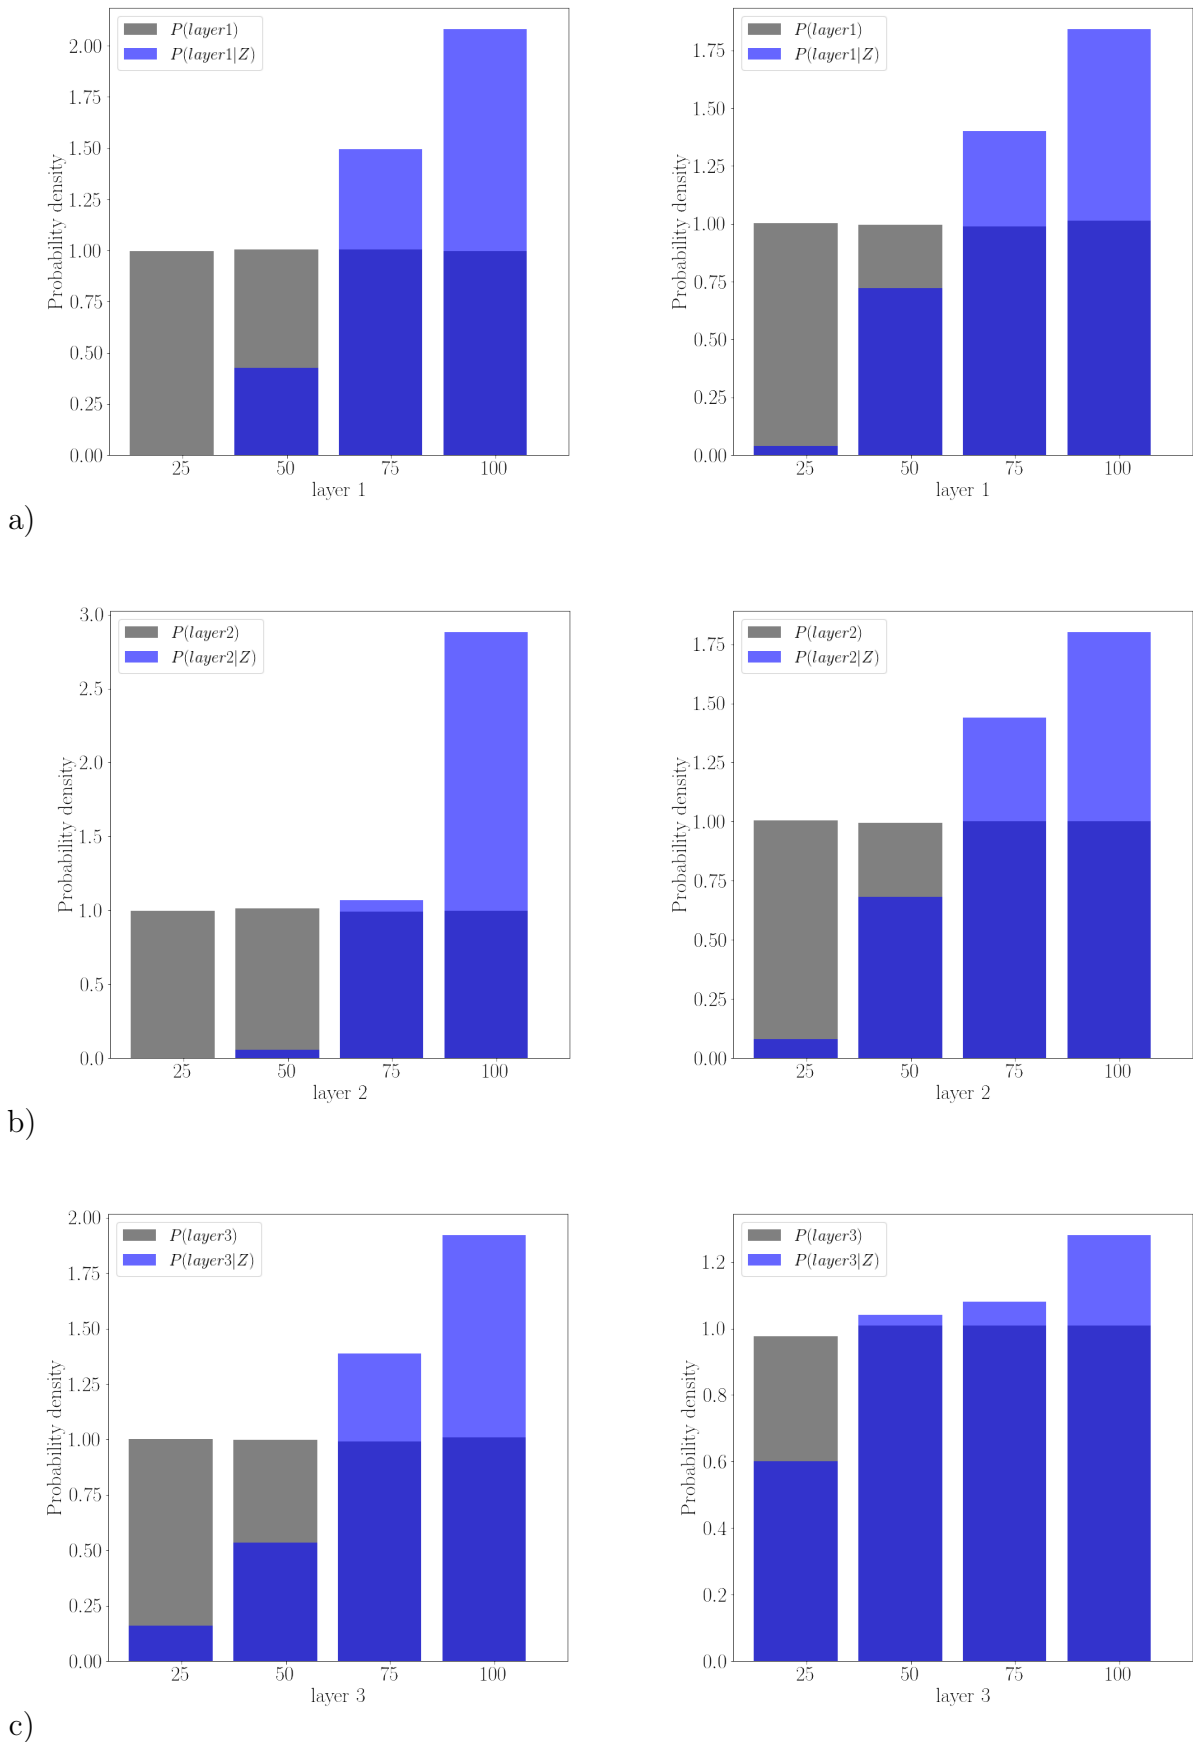 P(layer1)
P(layer1|Z)
2.00
1.75
1.50
1.25
1.00
0.75
0.50
0.25
0.00
Probability density
25 50 75 100
layer 1
P(layer1)
P(layer1|Z)
1.75
1.50
1.25
1.00
0.75
0.50
0.25
0.00
Probability density
25 50 75 100
layer 1
a)
P(layer2)
P(layer2|Z)
3.0
2.5
2.0
1.5
1.0
0.5
0.0
Probability density
25 50 75 100
layer 2
P(layer2)
P(layer2|Z)
1.75
1.50
1.25
1.00
0.75
0.50
0.25
0.00
Probability density
25 50 75 100
layer 2
b)
P(layer3)
P(layer3|Z)
2.00
1.75
1.50
1.25
1.00
0.75
0.50
0.25
0.00
Probability density
25 50 75 100
layer 3
P(layer3)
P(layer3|Z)
1.2
1.0
0.8
0.6
0.4
0.2
0.0
Probability density
25 50 75 100
layer 3
c)